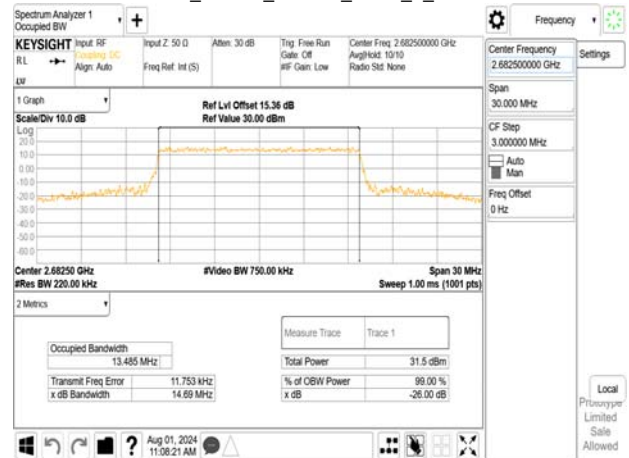 Spectrum Analyzer 1
Occupied BW
Frequency
KEYSIGHT Input: RF Input Z: 50 Ω Atten: 30 dB Trig: Free Run Center Freq: 2.682500000 GHz
RL Coupling: DC Gate: Off Avg|Hold: 10/10
Align: Auto Freq Ref: Int (S) #IF Gain: Low Radio Std: None
Center Frequency
2.682500000 GHz
Settings
Span
30.000 MHz
CF Step
3.000000 MHz
Auto
Man
Freq Offset
0 Hz
1 Graph
Ref Lvl Offset 15.36 dB
Scale/Div 10.0 dB Ref Value 30.00 dBm
Log
20.0
10.0
0.00
-10.0
-20.0
-30.0
-40.0
-50.0
-60.0
Center 2.68250 GHz #Video BW 750.00 kHz Span 30 MHz
#Res BW 220.00 kHz Sweep 1.00 ms (1001 pts)
2 Metrics
Measure Trace Trace 1
Occupied Bandwidth
13.485 MHz Total Power 31.5 dBm
Transmit Freq Error 11.753 kHz % of OBW Power 99.00 %
x dB Bandwidth 14.69 MHz x dB -26.00 dB
Local
Prototype
Limited
Sale
Allowed
Aug 01, 2024
11:08:21 AM